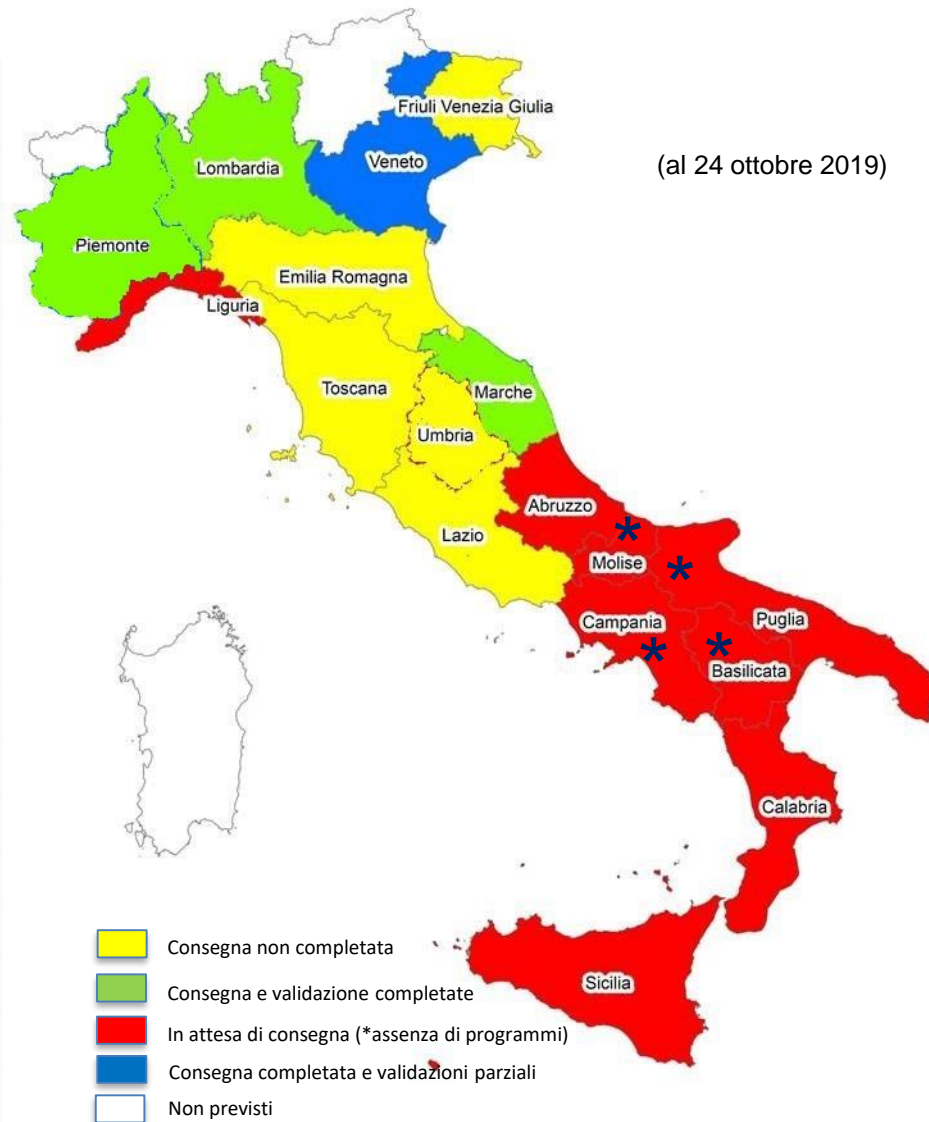 Friuli Venezia Giulia
(al 24 ottobre 2019)
Veneto
Lombardia
Piemonte
Emilia Romagna
Liguria
Toscana
Marche
Umbria
Abruzzo
*
Lazio
Molise
*
Campania
*
Puglia
*
Basilicata
Calabria
Sicilia
Consegna non completata
Consegna e validazione completate
In attesa di consegna (*assenza di programmi)
Consegna completata e validazioni parziali
Non previsti